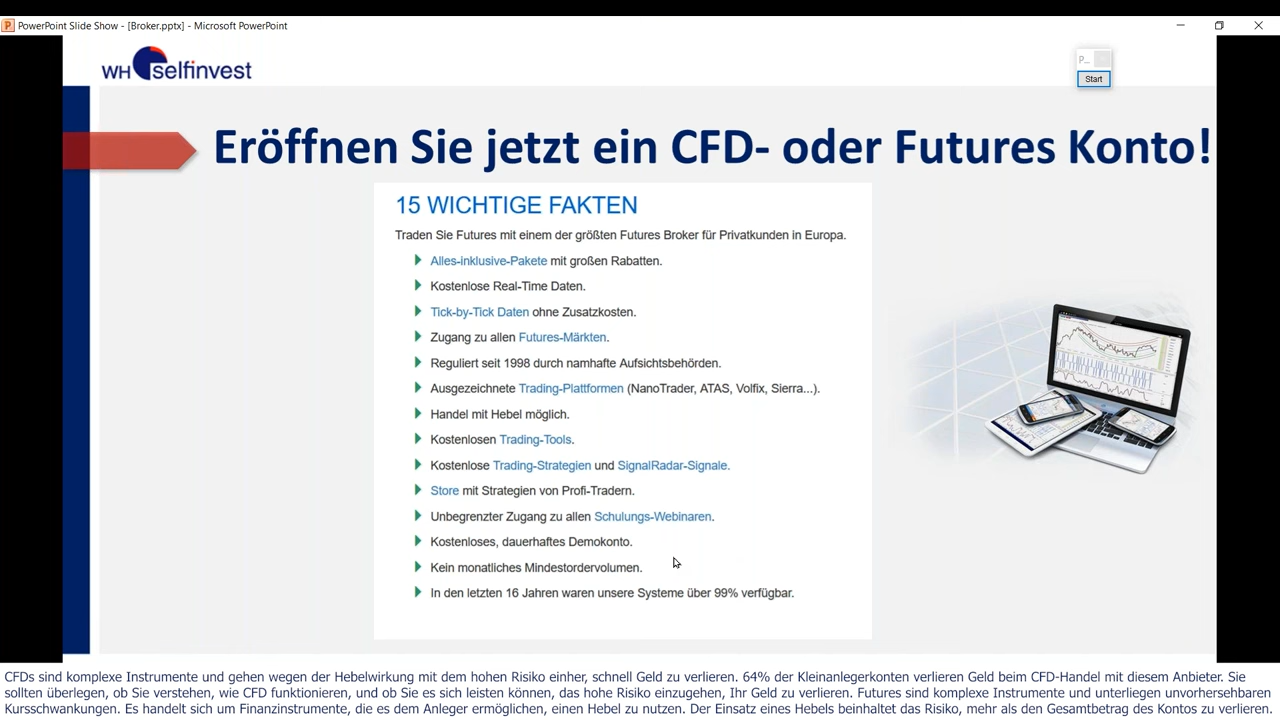 PowerPoint Slide Show - [Broker.pptx] - Microsoft PowerPoint
WH selfinvest
P...
Start
Eröffnen Sie jetzt ein CFD- oder Futures Konto!
15 WICHTIGE FAKTEN
Traden Sie Futures mit einem der größten Futures Broker für Privatkunden in Europa.
Alles-inklusive-Pakete mit großen Rabatten.
Kostenlose Real-Time Daten.
Tick-by-Tick Daten ohne Zusatzkosten.
Zugang zu allen Futures-Märkten.
Reguliert seit 1998 durch namhafte Aufsichtsbehörden.
Ausgezeichnete Trading-Plattformen (NanoTrader, ATAS, Volfix, Sierra...).
Handel mit Hebel möglich.
Kostenlosen Trading-Tools.
Kostenlose Trading-Strategien und SignalRadar-Signale.
Store mit Strategien von Profi-Tradern.
Unbegrenzter Zugang zu allen Schulungs-Webinaren.
Kostenloses, dauerhaftes Demokonto.
Kein monatliches Mindestordervolumen.
In den letzten 16 Jahren waren unsere Systeme über 99% verfügbar.
CFDs sind komplexe Instrumente und gehen wegen der Hebelwirkung mit dem hohen Risiko einher, schnell Geld zu verlieren. 64% der Kleinanlegerkonten verlieren Geld beim CFD-Handel mit diesem Anbieter. Sie
sollten überlegen, ob Sie verstehen, wie CFD funktionieren, und ob Sie es sich leisten können, das hohe Risiko einzugehen, Ihr Geld zu verlieren. Futures sind komplexe Instrumente und unterliegen unvorhersehbaren
Kursschwankungen. Es handelt sich um Finanzinstrumente, die es dem Anleger ermöglichen, einen Hebel zu nutzen. Der Einsatz eines Hebels beinhaltet das Risiko, mehr als den Gesamtbetrag des Kontos zu verlieren.